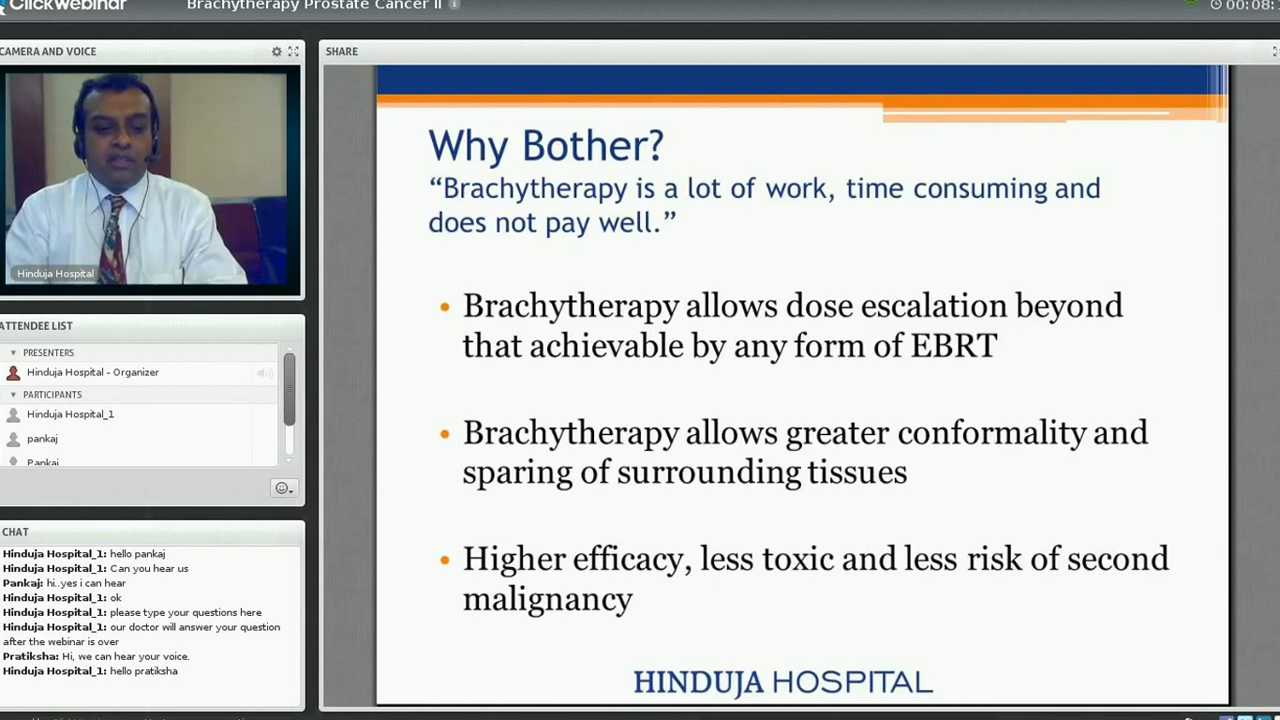 ClickWebinar
Brachytherapy Prostate Cancer II
00:08:
CAMERA AND VOICE
Hinduja Hospital
ATTENDEE LIST
PRESENTERS
Hinduja Hospital - Organizer
PARTICIPANTS
Hinduja Hospital_1
pankaj
Pankaj
CHAT
Hinduja Hospital_1: hello pankaj
Hinduja Hospital_1: Can you hear us
Pankaj: hi..yes i can hear
Hinduja Hospital_1: ok
Hinduja Hospital_1: please type your questions here
Hinduja Hospital_1: our doctor will answer your question
after the webinar is over
Pratiksha: Hi, we can hear your voice.
Hinduja Hospital_1: hello pratiksha
SHARE
Why Bother?
“Brachytherapy is a lot of work, time consuming and
does not pay well.”
• Brachytherapy allows dose escalation beyond
that achievable by any form of EBRT
• Brachytherapy allows greater conformality and
sparing of surrounding tissues
• Higher efficacy, less toxic and less risk of second
malignancy
HINDUJA HOSPITAL